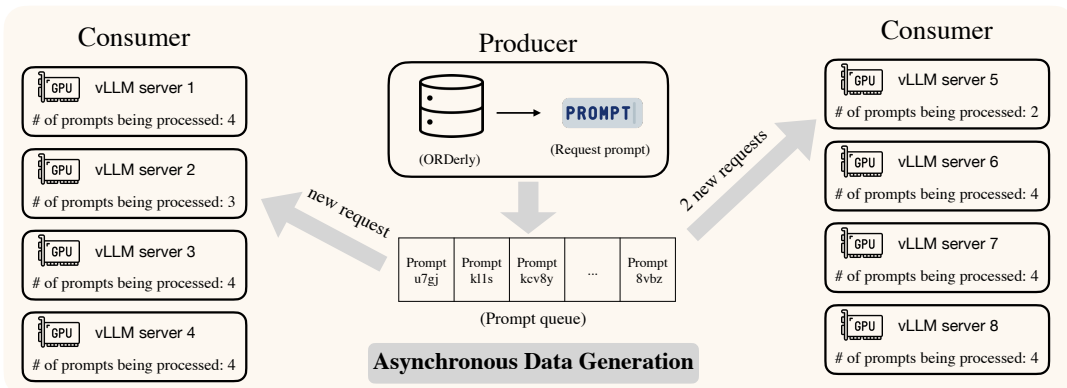 Consumer
GPU vLLM server 1
# of prompts being processed: 4
GPU vLLM server 2
# of prompts being processed: 3
GPU vLLM server 3
# of prompts being processed: 4
GPU vLLM server 4
# of prompts being processed: 4
Producer
PROMPT
(ORDerly)
(Request prompt)
new request
2 new requests
Prompt u7gj
Prompt kl1s
Prompt kcv8y
...
Prompt 8vbz
(Prompt queue)
Asynchronous Data Generation
Consumer
GPU vLLM server 5
# of prompts being processed: 2
GPU vLLM server 6
# of prompts being processed: 4
GPU vLLM server 7
# of prompts being processed: 4
GPU vLLM server 8
# of prompts being processed: 4